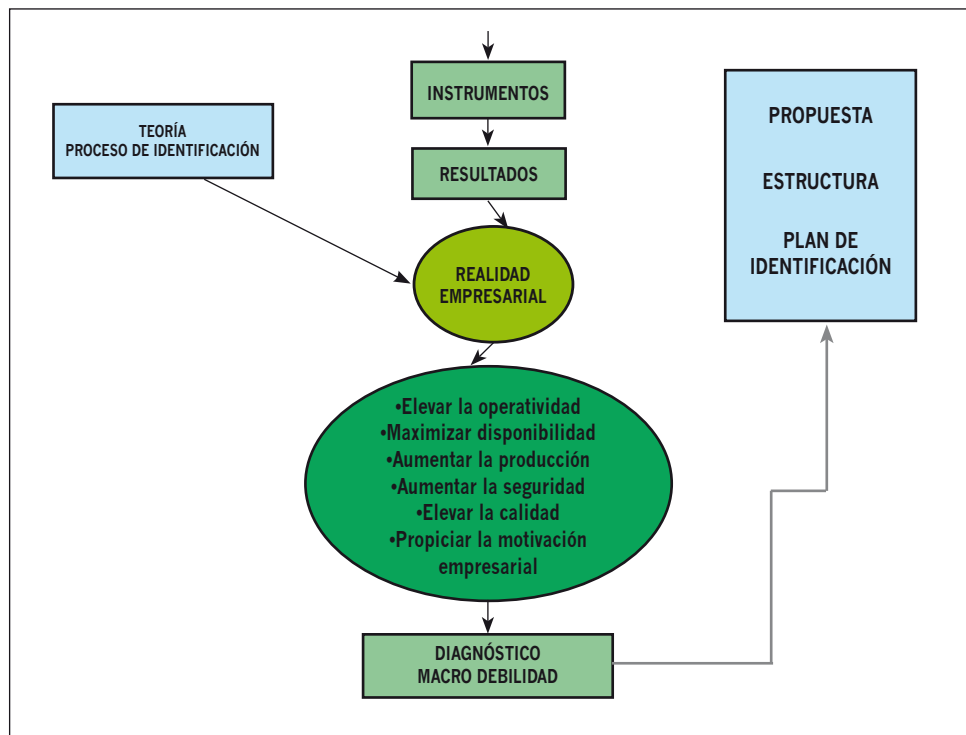 INSTRUMENTOS
TEORÍA
PROCESO DE IDENTIFICACIÓN
RESULTADOS
REALIDAD
EMPRESARIAL
•Elevar la operatividad
•Maximizar disponibilidad
•Aumentar la producción
•Aumentar la seguridad
•Elevar la calidad
•Propiciar la motivación
empresarial
DIAGNÓSTICO
MACRO DEBILIDAD
PROPUESTA
ESTRUCTURA
PLAN DE
IDENTIFICACIÓN